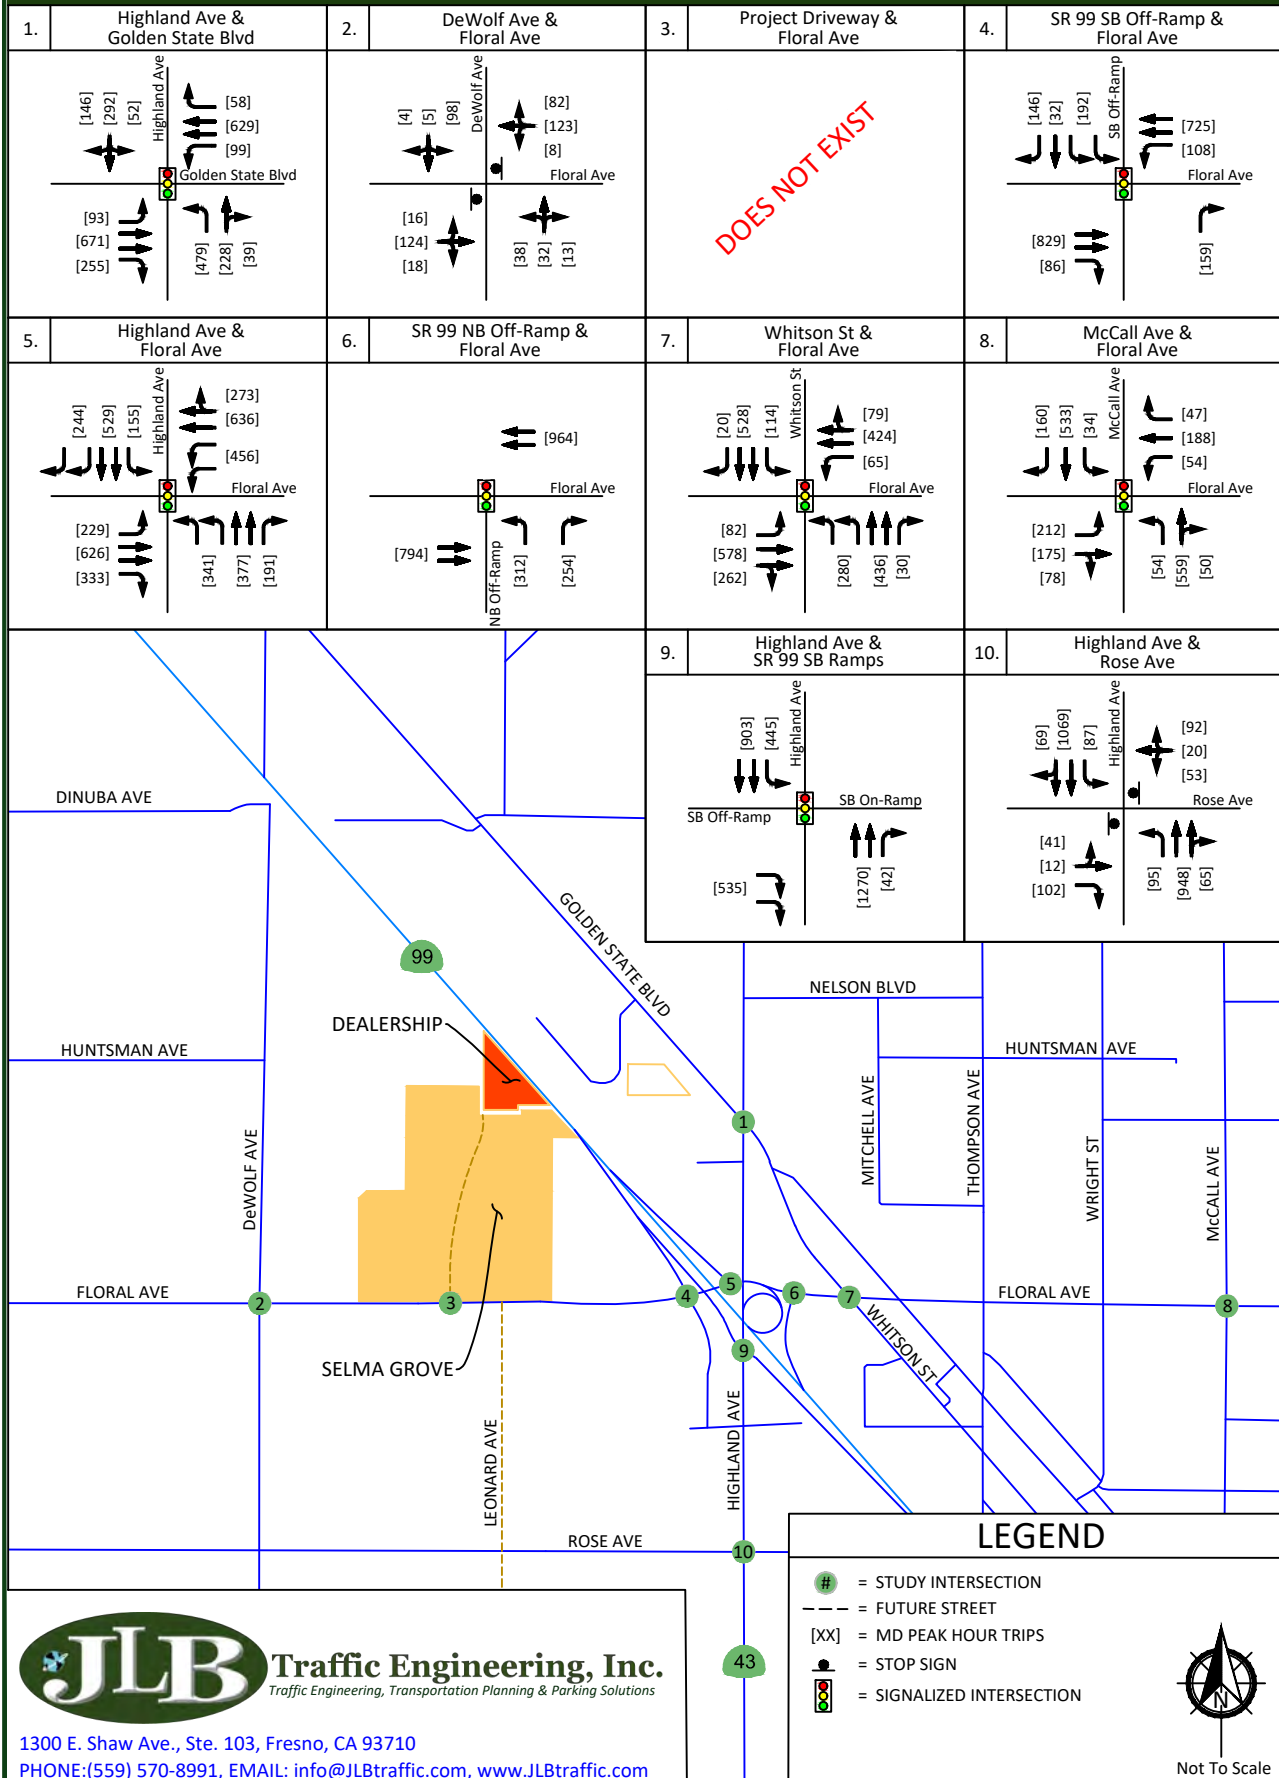 1.
Highland Ave &
Golden State Blvd
[146]
[292]
[52]
Highland Ave
[58]
[629]
[99]
Golden State Blvd
[93]
[671]
[255]
[479]
[228]
[39]
2.
DeWolf Ave &
Floral Ave
[4]
[5]
[98]
DeWolf Ave
[82]
[123]
[8]
Floral Ave
[16]
[124]
[18]
[38]
[32]
[13]
3.
Project Driveway &
Floral Ave
DOES NOT EXIST
4.
SR 99 SB Off-Ramp &
Floral Ave
[146]
[32]
[192]
SB Off-Ramp
[725]
[108]
Floral Ave
[829]
[86]
[159]
5.
Highland Ave &
Floral Ave
[244]
[529]
[155]
Highland Ave
[273]
[636]
[456]
Floral Ave
[229]
[626]
[333]
[341]
[377]
[191]
6.
SR 99 NB Off-Ramp &
Floral Ave
[964]
Floral Ave
[794]
NB Off-Ramp
[312]
[254]
7.
Whitson St &
Floral Ave
[20]
[528]
[114]
Whitson St
[79]
[424]
[65]
Floral Ave
[82]
[578]
[262]
[280]
[436]
[30]
8.
McCall Ave &
Floral Ave
[160]
[533]
[34]
McCall Ave
[47]
[188]
[54]
Floral Ave
[212]
[175]
[78]
[54]
[559]
[50]
9.
Highland Ave &
SR 99 SB Ramps
[903]
[445]
Highland Ave
SB On-Ramp
SB Off-Ramp
[535]
[1270]
[42]
10.
Highland Ave &
Rose Ave
[69]
[1069]
[87]
Highland Ave
[92]
[20]
[53]
Rose Ave
[41]
[12]
[102]
[95]
[948]
[65]
DINUBA AVE
99
GOLDEN STATE BLVD
NELSON BLVD
DEALERSHIP
HUNTSMAN AVE
HUNTSMAN AVE
MITCHELL AVE
THOMPSON AVE
WRIGHT ST
McCALL AVE
DeWOLF AVE
1
FLORAL AVE
2
3
4
5
6
7
FLORAL AVE
8
9
WHITSON ST
SELMA GROVE
HIGHLAND AVE
LEONARD AVE
ROSE AVE
10
43
LEGEND
# = STUDY INTERSECTION
= FUTURE STREET
[XX] = MD PEAK HOUR TRIPS
= STOP SIGN
= SIGNALIZED INTERSECTION
N
Not To Scale
JLB Traffic Engineering, Inc.
Traffic Engineering, Transportation Planning & Parking Solutions
1300 E. Shaw Ave., Ste. 103, Fresno, CA 93710
PHONE:(559) 570-8991, EMAIL: info@JLBtraffic.com, www.JLBtraffic.com